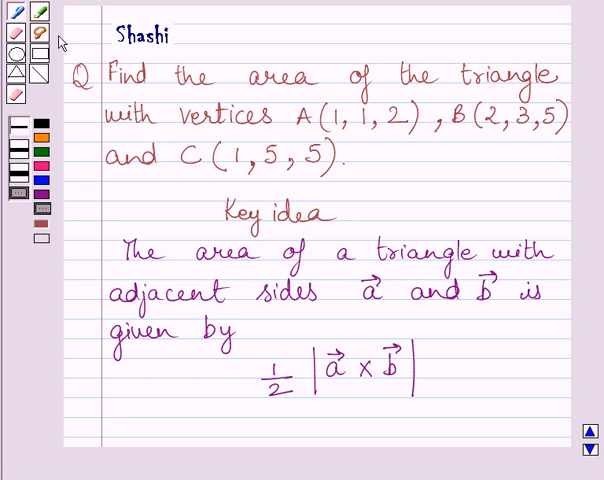 Shashi
Q Find the area of the triangle
with vertices A(1, 1, 2) , B(2, 3, 5)
and C (1, 5, 5).
Key idea
The area of a triangle with
adjacent sides a⃗ and b⃗ is
given by
1/2 |a⃗ × b⃗|